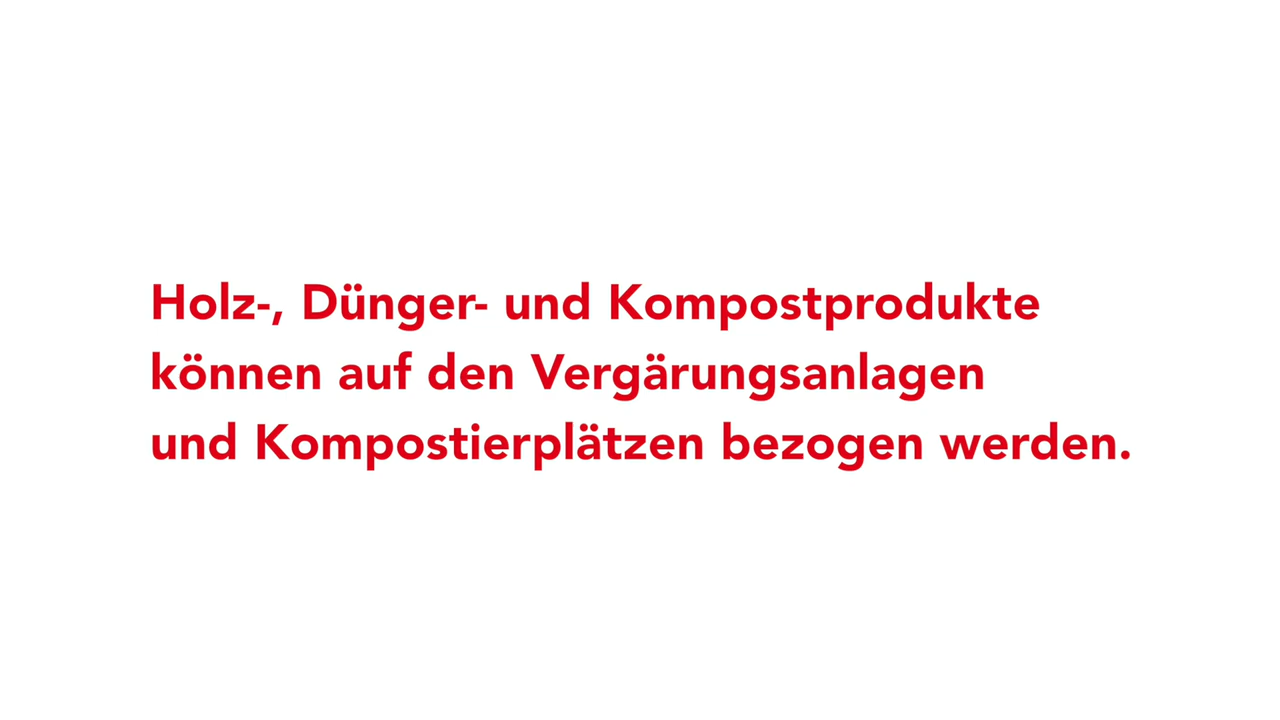 Holz-, Dünger- und Kompostprodukte
können auf den Vergärungsanlagen
und Kompostierplätzen bezogen werden.